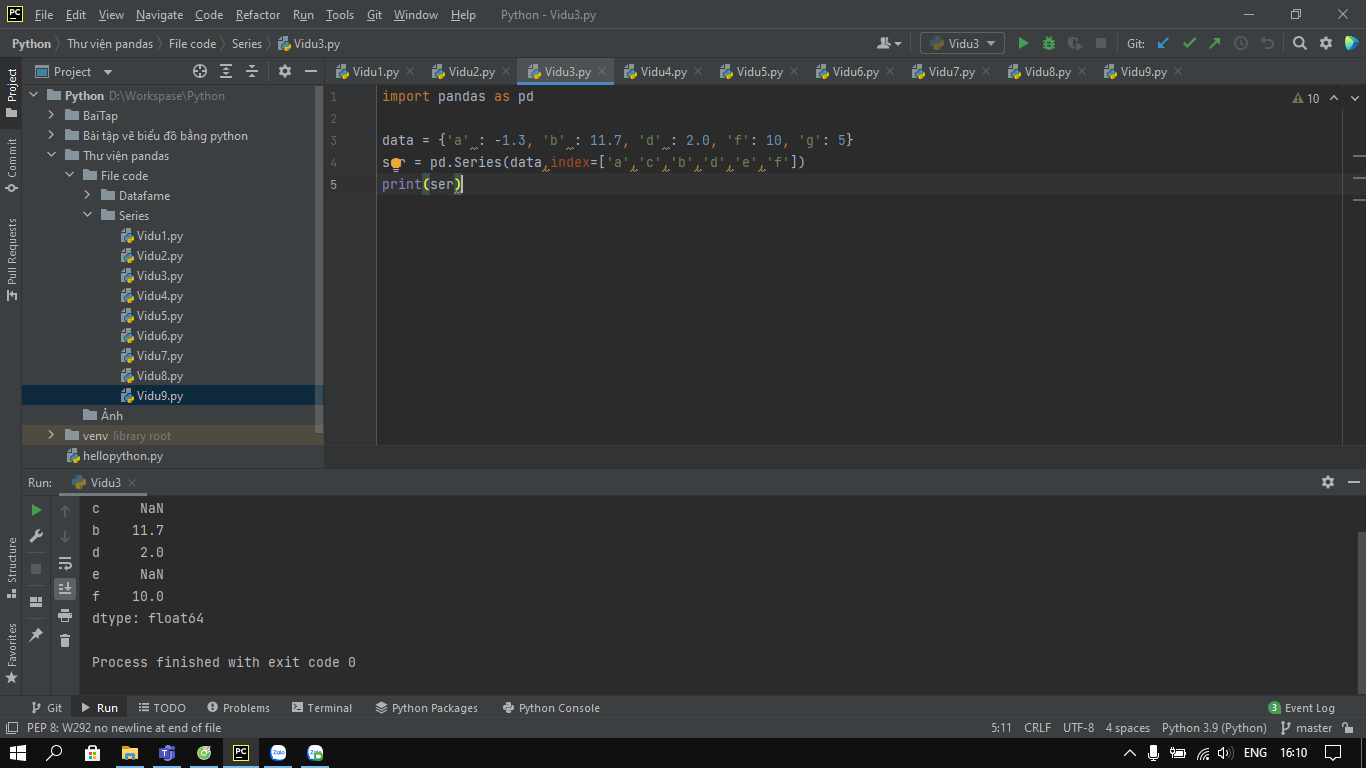 PC File Edit View Navigate Code Refactor Run Tools Git Window Help Python - Vidu3.py
Python Thư viện pandas File code Series Vidu3.py Vidu3 Git:
Project Vidu1.py Vidu2.py Vidu3.py Vidu4.py Vidu5.py Vidu6.py Vidu7.py Vidu8.py Vidu9.py
Project
Commit
Pull Requests
Structure
Favorites
Python D:\Workspase\Python
BaiTap
Bài tập vẽ biểu đồ bằng python
Thư viện pandas
File code
Datafame
Series
Vidu1.py
Vidu2.py
Vidu3.py
Vidu4.py
Vidu5.py
Vidu6.py
Vidu7.py
Vidu8.py
Vidu9.py
Ảnh
venv library root
hellopython.py
1 import pandas as pd
10
2
3 data = {'a' : -1.3, 'b' : 11.7, 'd' : 2.0, 'f': 10, 'g': 5}
4 ser = pd.Series(data,index=['a','c','b','d','e','f'])
5 print(ser)
Run: Vidu3
c NaN
b 11.7
d 2.0
e NaN
f 10.0
dtype: float64
Process finished with exit code 0
Git Run TODO Problems Terminal Python Packages Python Console 3 Event Log
PEP 8: W292 no newline at end of file 5:11 CRLF UTF-8 4 spaces Python 3.9 (Python) master
PC Zalo Zalo ENG 16:10